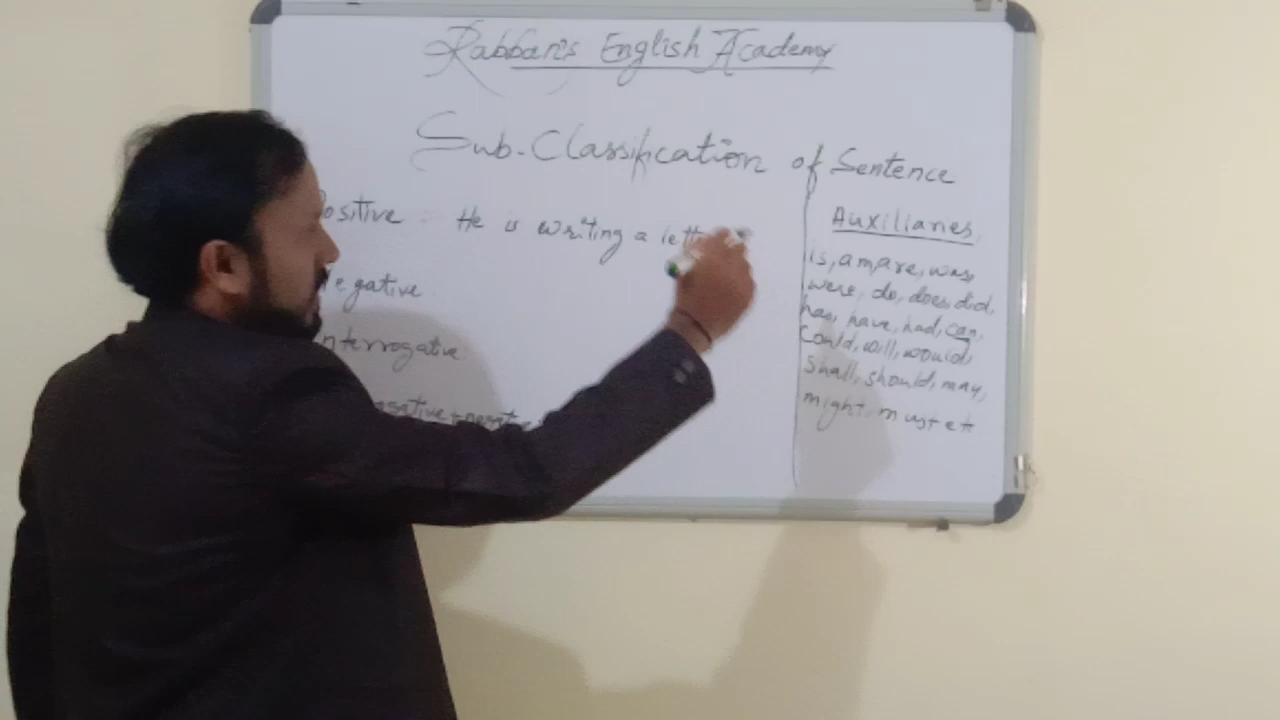 Rabban's English Academy
Sub-Classification of Sentence
ositive : He is writing a lett
egative
nterrogative
Auxiliaries
is, am, are, was,
were, do, does, did,
has, have, had, can,
could, will, would,
Shall, should, may,
might, must etc